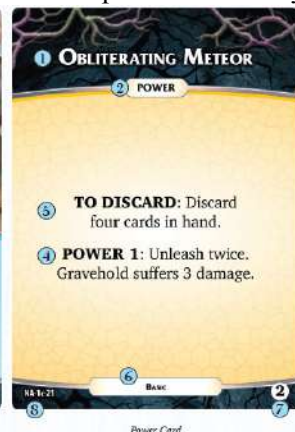 1 OBLITERATING METEOR
2 POWER
5 TO DISCARD: Discard
four cards in hand.
4 POWER 1: Unleash twice.
Gravehold suffers 3 damage.
6
BASIC
NA-1c-21
2
8
7
Power Card